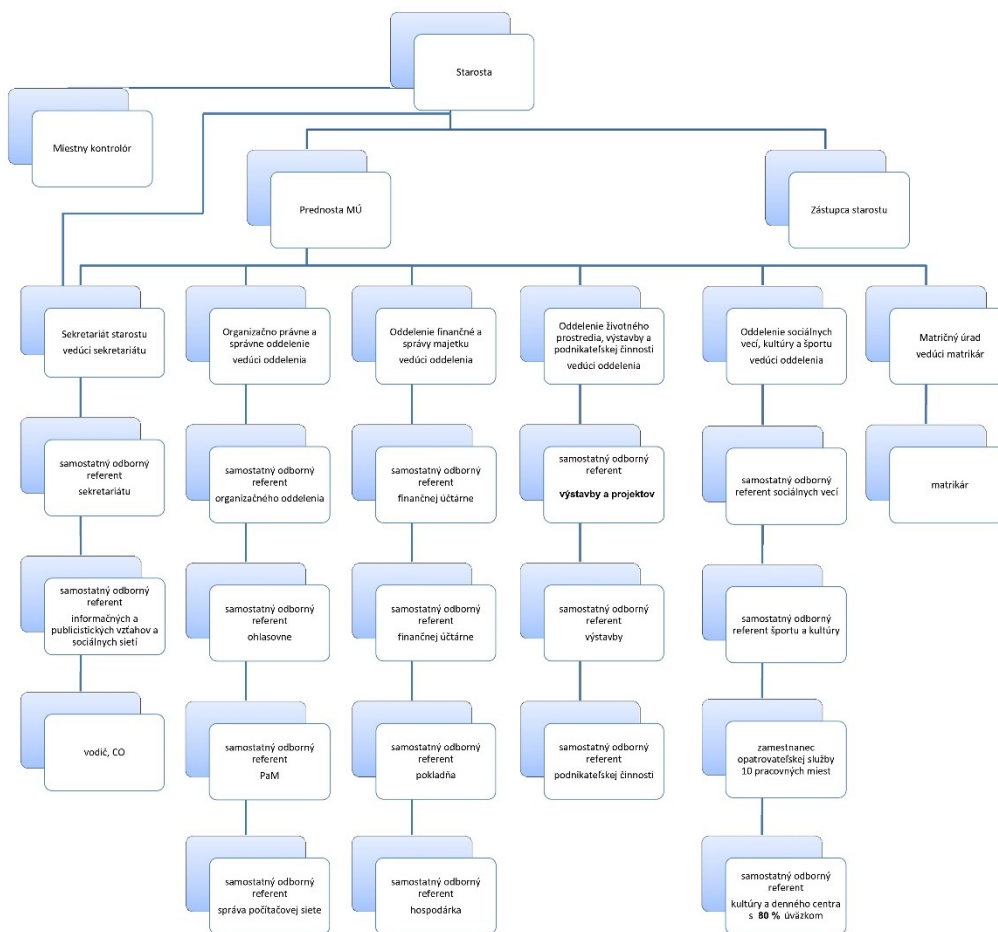 Starosta
Miestny kontrolór
Prednosta MÚ
Zástupca starostu
Sekretariát starostu
vedúci sekretariátu
Organizačno právne a
správne oddelenie
vedúci oddelenia
Oddelenie finančné a
správy majetku
vedúci oddelenia
Oddelenie životného
prostredia, výstavby a
podnikateľskej činnosti
vedúci oddelenia
Oddelenie sociálnych
vecí, kultúry a športu
vedúci oddelenia
Matričný úrad
vedúci matrikár
samostatný odborný
referent
sekretariátu
samostatný odborný
referent
organizačného oddelenia
samostatný odborný
referent
finančnej účtárne
samostatný odborný
referent
výstavby a projektov
samostatný odborný
referent sociálnych vecí
matrikár
samostatný odborný
referent
informačných a
publicistických vzťahov a
sociálnych sietí
samostatný odborný
referent
ohlasovne
samostatný odborný
referent
finančnej účtárne
samostatný odborný
referent
výstavby
samostatný odborný
referent športu a kultúry
vodič, CO
samostatný odborný
referent
PaM
samostatný odborný
referent
pokladňa
samostatný odborný
referent
podnikateľskej činnosti
zamestnanec
opatrovateľskej služby
10 pracovných miest
samostatný odborný
referent
správa počítačovej siete
samostatný odborný
referent
hospodárka
samostatný odborný
referent
kultúry a denného centra
s 80 % úväzkom